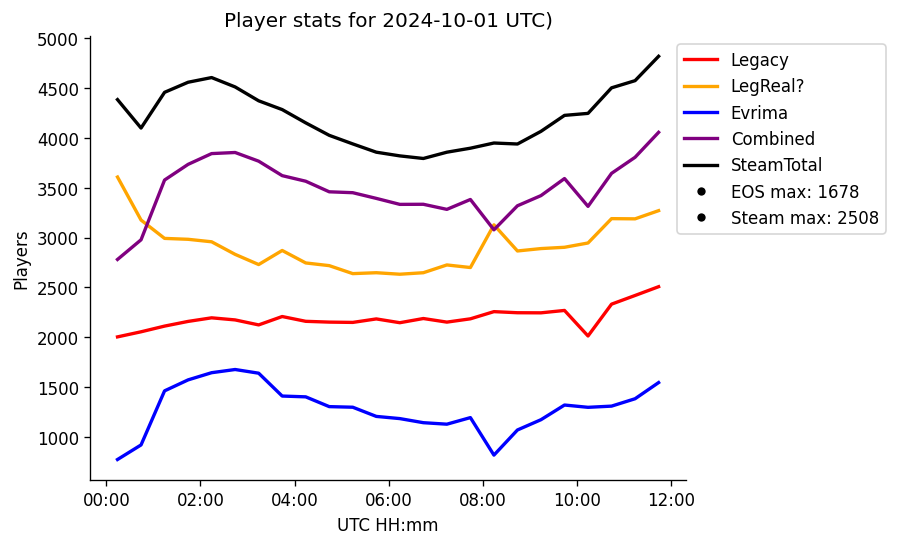 Player stats for 2024-10-01 UTC)
5000
4500
4000
3500
3000
2500
2000
1500
1000
Players
00:00 02:00 04:00 06:00 08:00 10:00 12:00
UTC HH:mm
Legacy
LegReal?
Evrima
Combined
SteamTotal
EOS max: 1678
Steam max: 2508